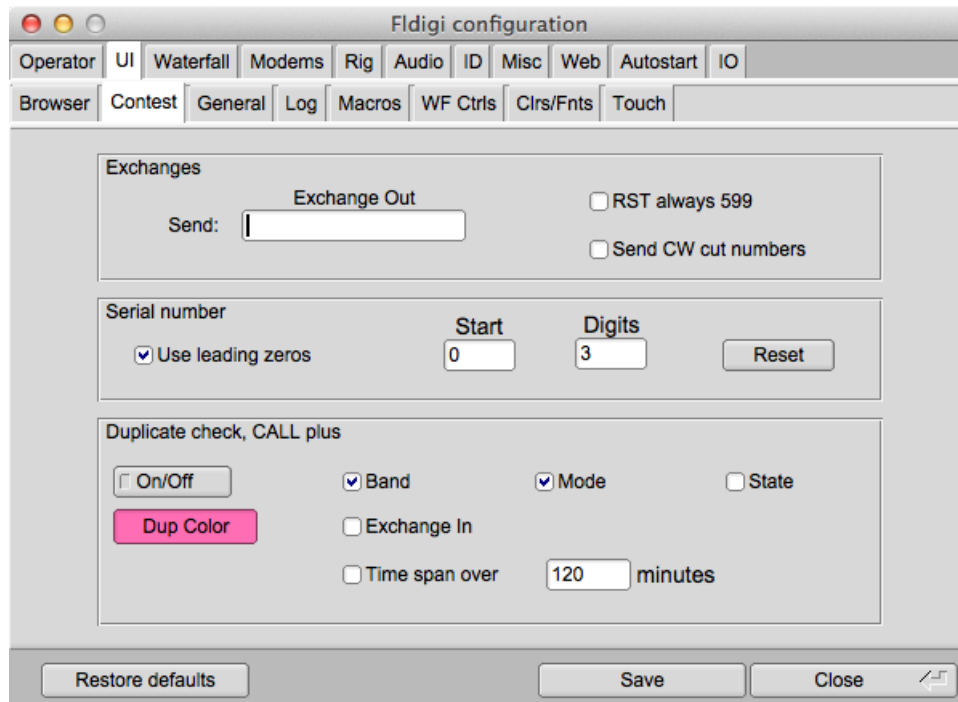 Fldigi configuration
Operator UI Waterfall Modems Rig Audio ID Misc Web Autostart IO
Browser Contest General Log Macros WF Ctrls Clrs/Fnts Touch
Exchanges
Exchange Out
Send:
RST always 599
Send CW cut numbers
Serial number
Start Digits
Use leading zeros 0 3 Reset
Duplicate check, CALL plus
On/Off Band Mode State
Dup Color Exchange In
Time span over 120 minutes
Restore defaults Save Close